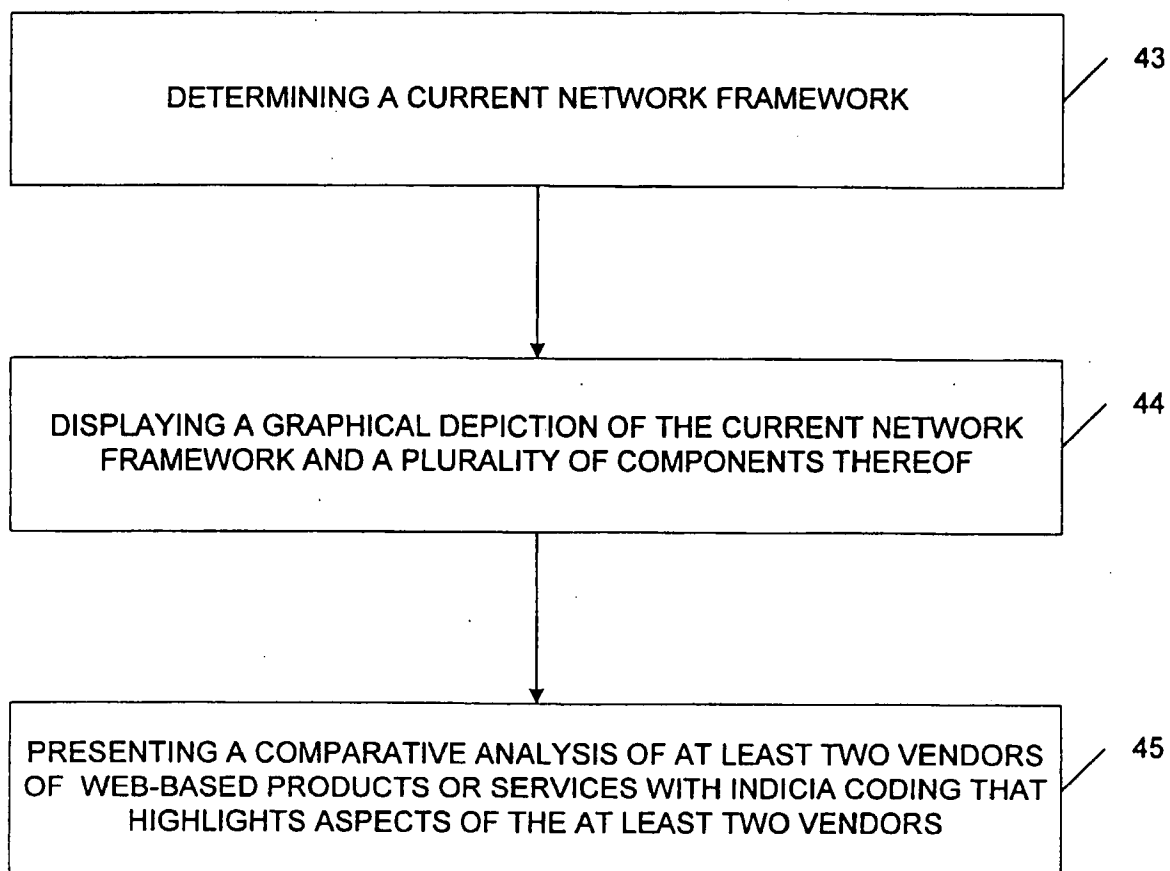 DETERMINING A CURRENT NETWORK FRAMEWORK
43
DISPLAYING A GRAPHICAL DEPICTION OF THE CURRENT NETWORK
FRAMEWORK AND A PLURALITY OF COMPONENTS THEREOF
44
PRESENTING A COMPARATIVE ANALYSIS OF AT LEAST TWO VENDORS
OF WEB-BASED PRODUCTS OR SERVICES WITH INDICIA CODING THAT
HIGHLIGHTS ASPECTS OF THE AT LEAST TWO VENDORS
45